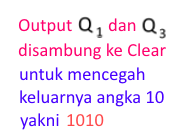 Output Q₁ dan Q₃
disambung ke Clear
untuk mencegah
keluarnya angka 10
yakni 1010